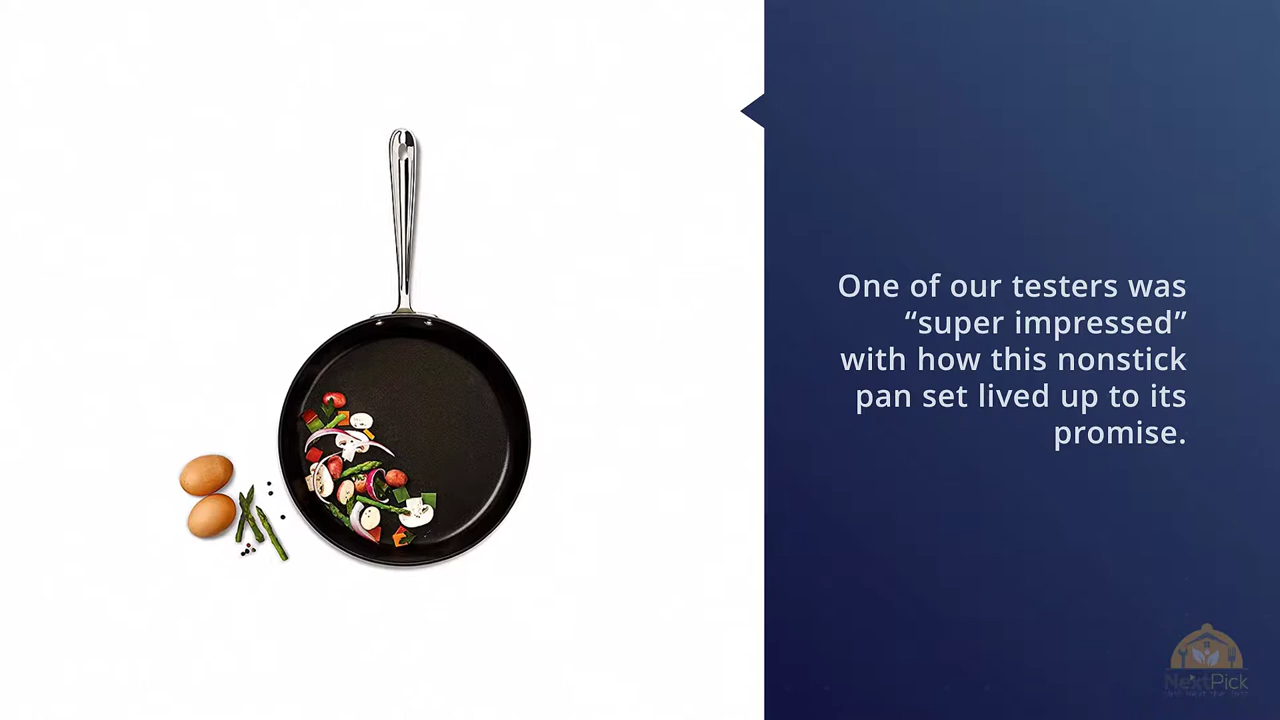 One of our testers was
“super impressed”
with how this nonstick
pan set lived up to its
promise.
NextPick